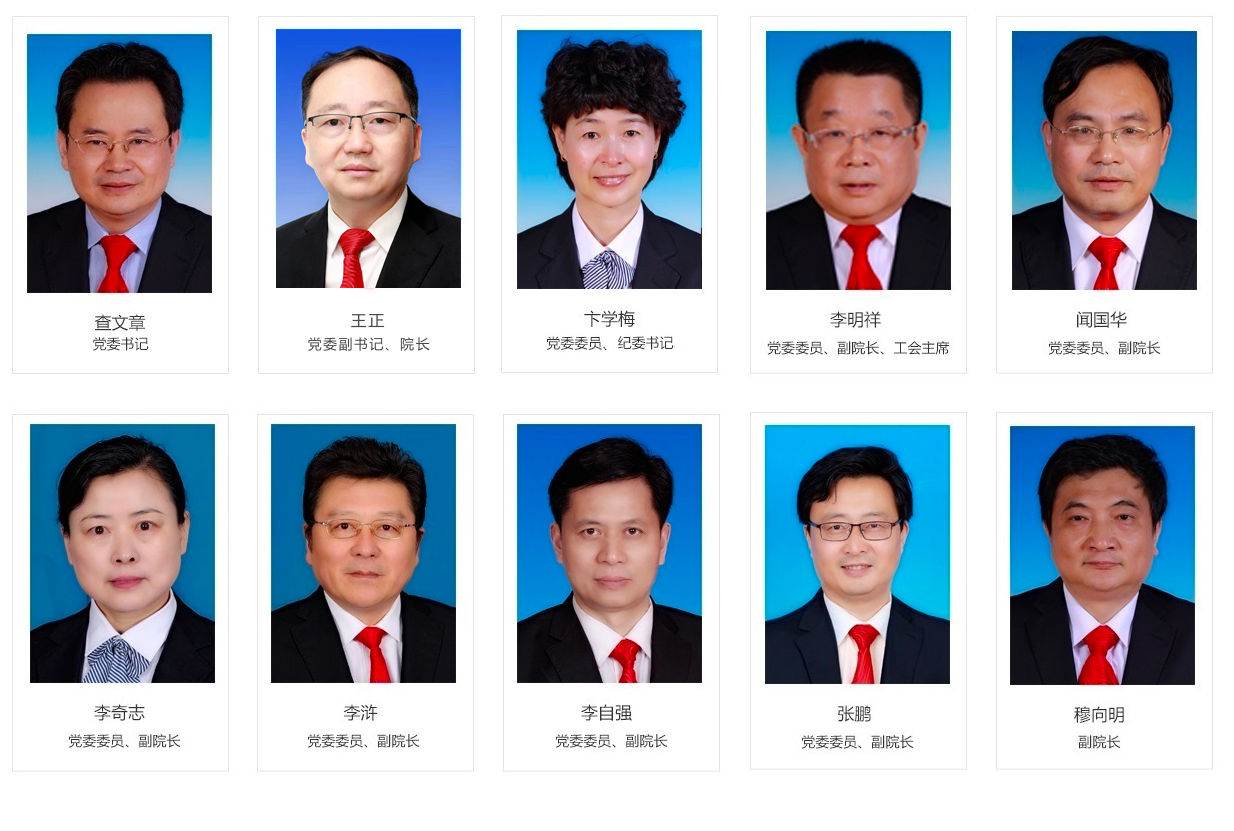 查文章
党委书记
王正
党委副书记、院长
卞学梅
党委委员、纪委书记
李明祥
党委委员、副院长、工会主席
闻国华
党委委员、副院长
李奇志
党委委员、副院长
李浒
党委委员、副院长
李自强
党委委员、副院长
张鹏
党委委员、副院长
穆向明
副院长